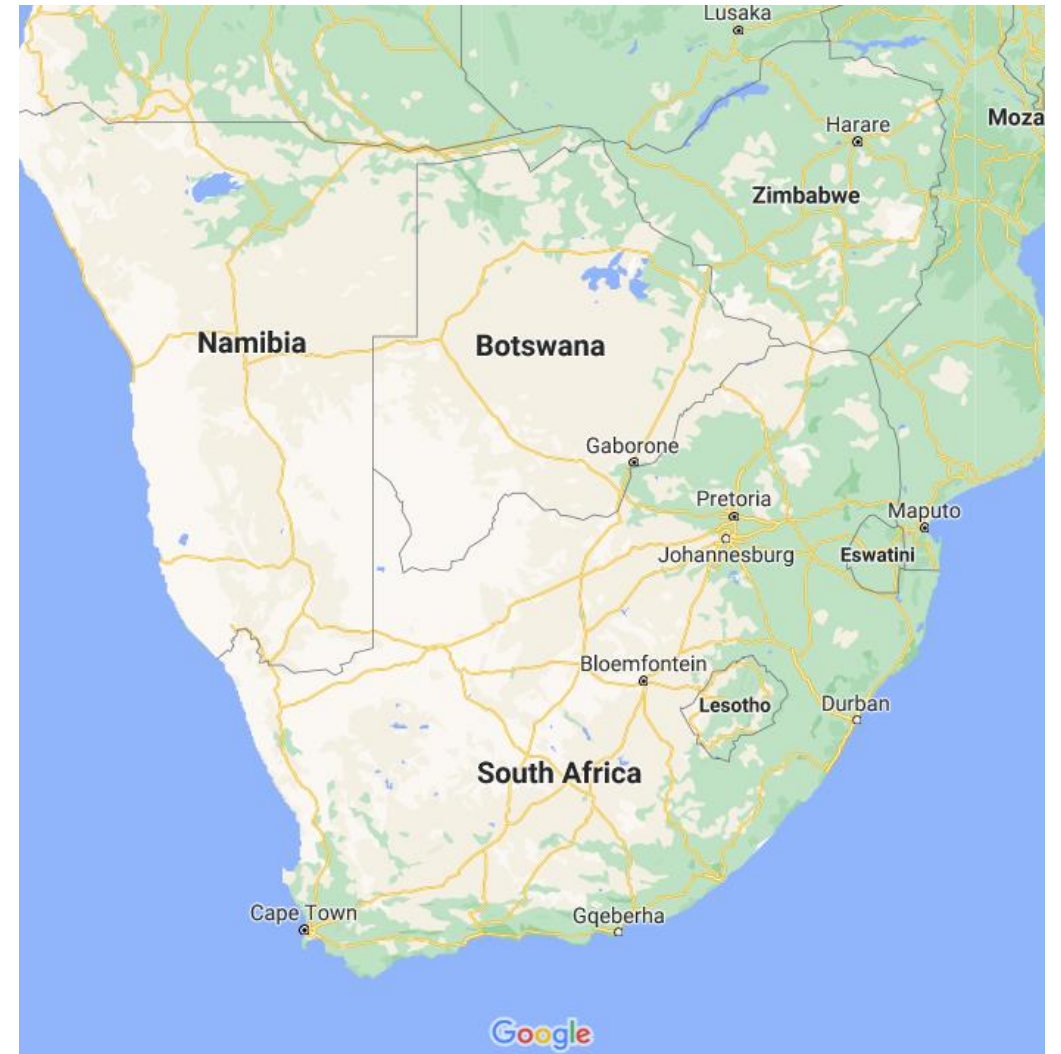 Lusaka
Moza
Harare
Zimbabwe
Namibia
Botswana
Gaborone
Pretoria
Maputo
Johannesburg
Eswatini
Bloemfontein
Lesotho
Durban
South Africa
Cape Town
Gqeberha
Google